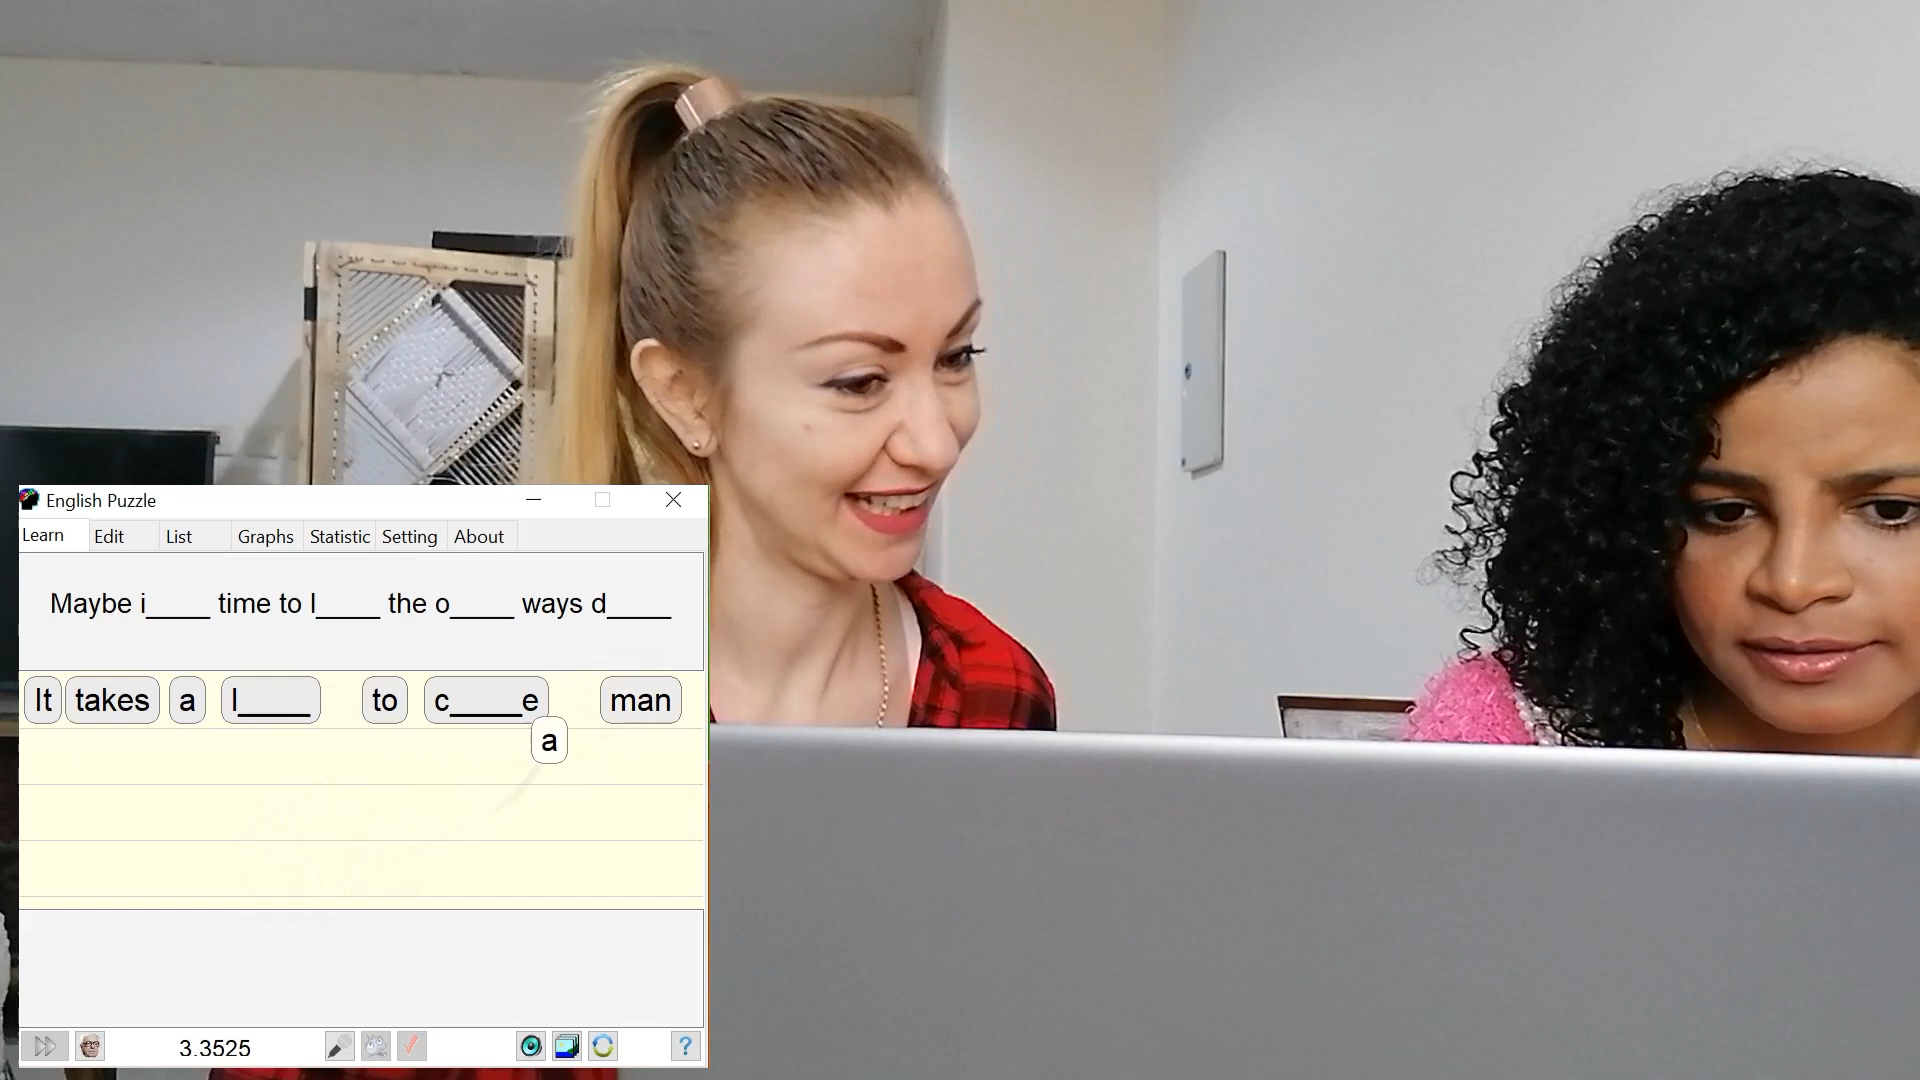 English Puzzle
Learn Edit List Graphs Statistic Setting About
Maybe i____ time to l____ the o____ ways d____
It takes a l____ to c____e man
a
3.3525
?